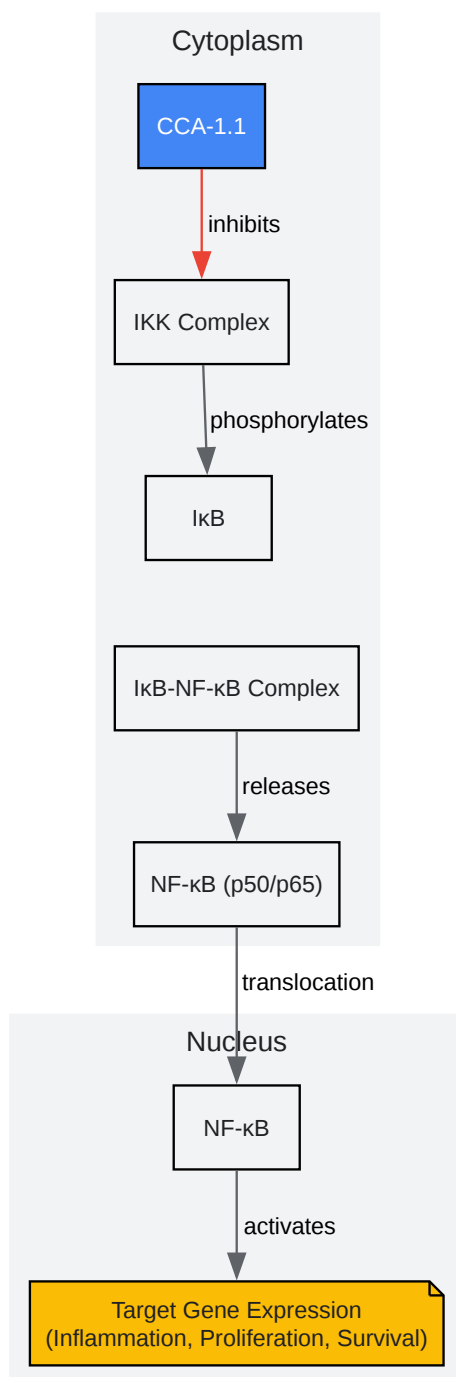 Cytoplasm
CCA-1.1
inhibits
IKK Complex
phosphorylates
IκB
IκB-NF-κB Complex
releases
NF-κB (p50/p65)
translocation
Nucleus
NF-κB
activates
Target Gene Expression
(Inflammation, Proliferation, Survival)